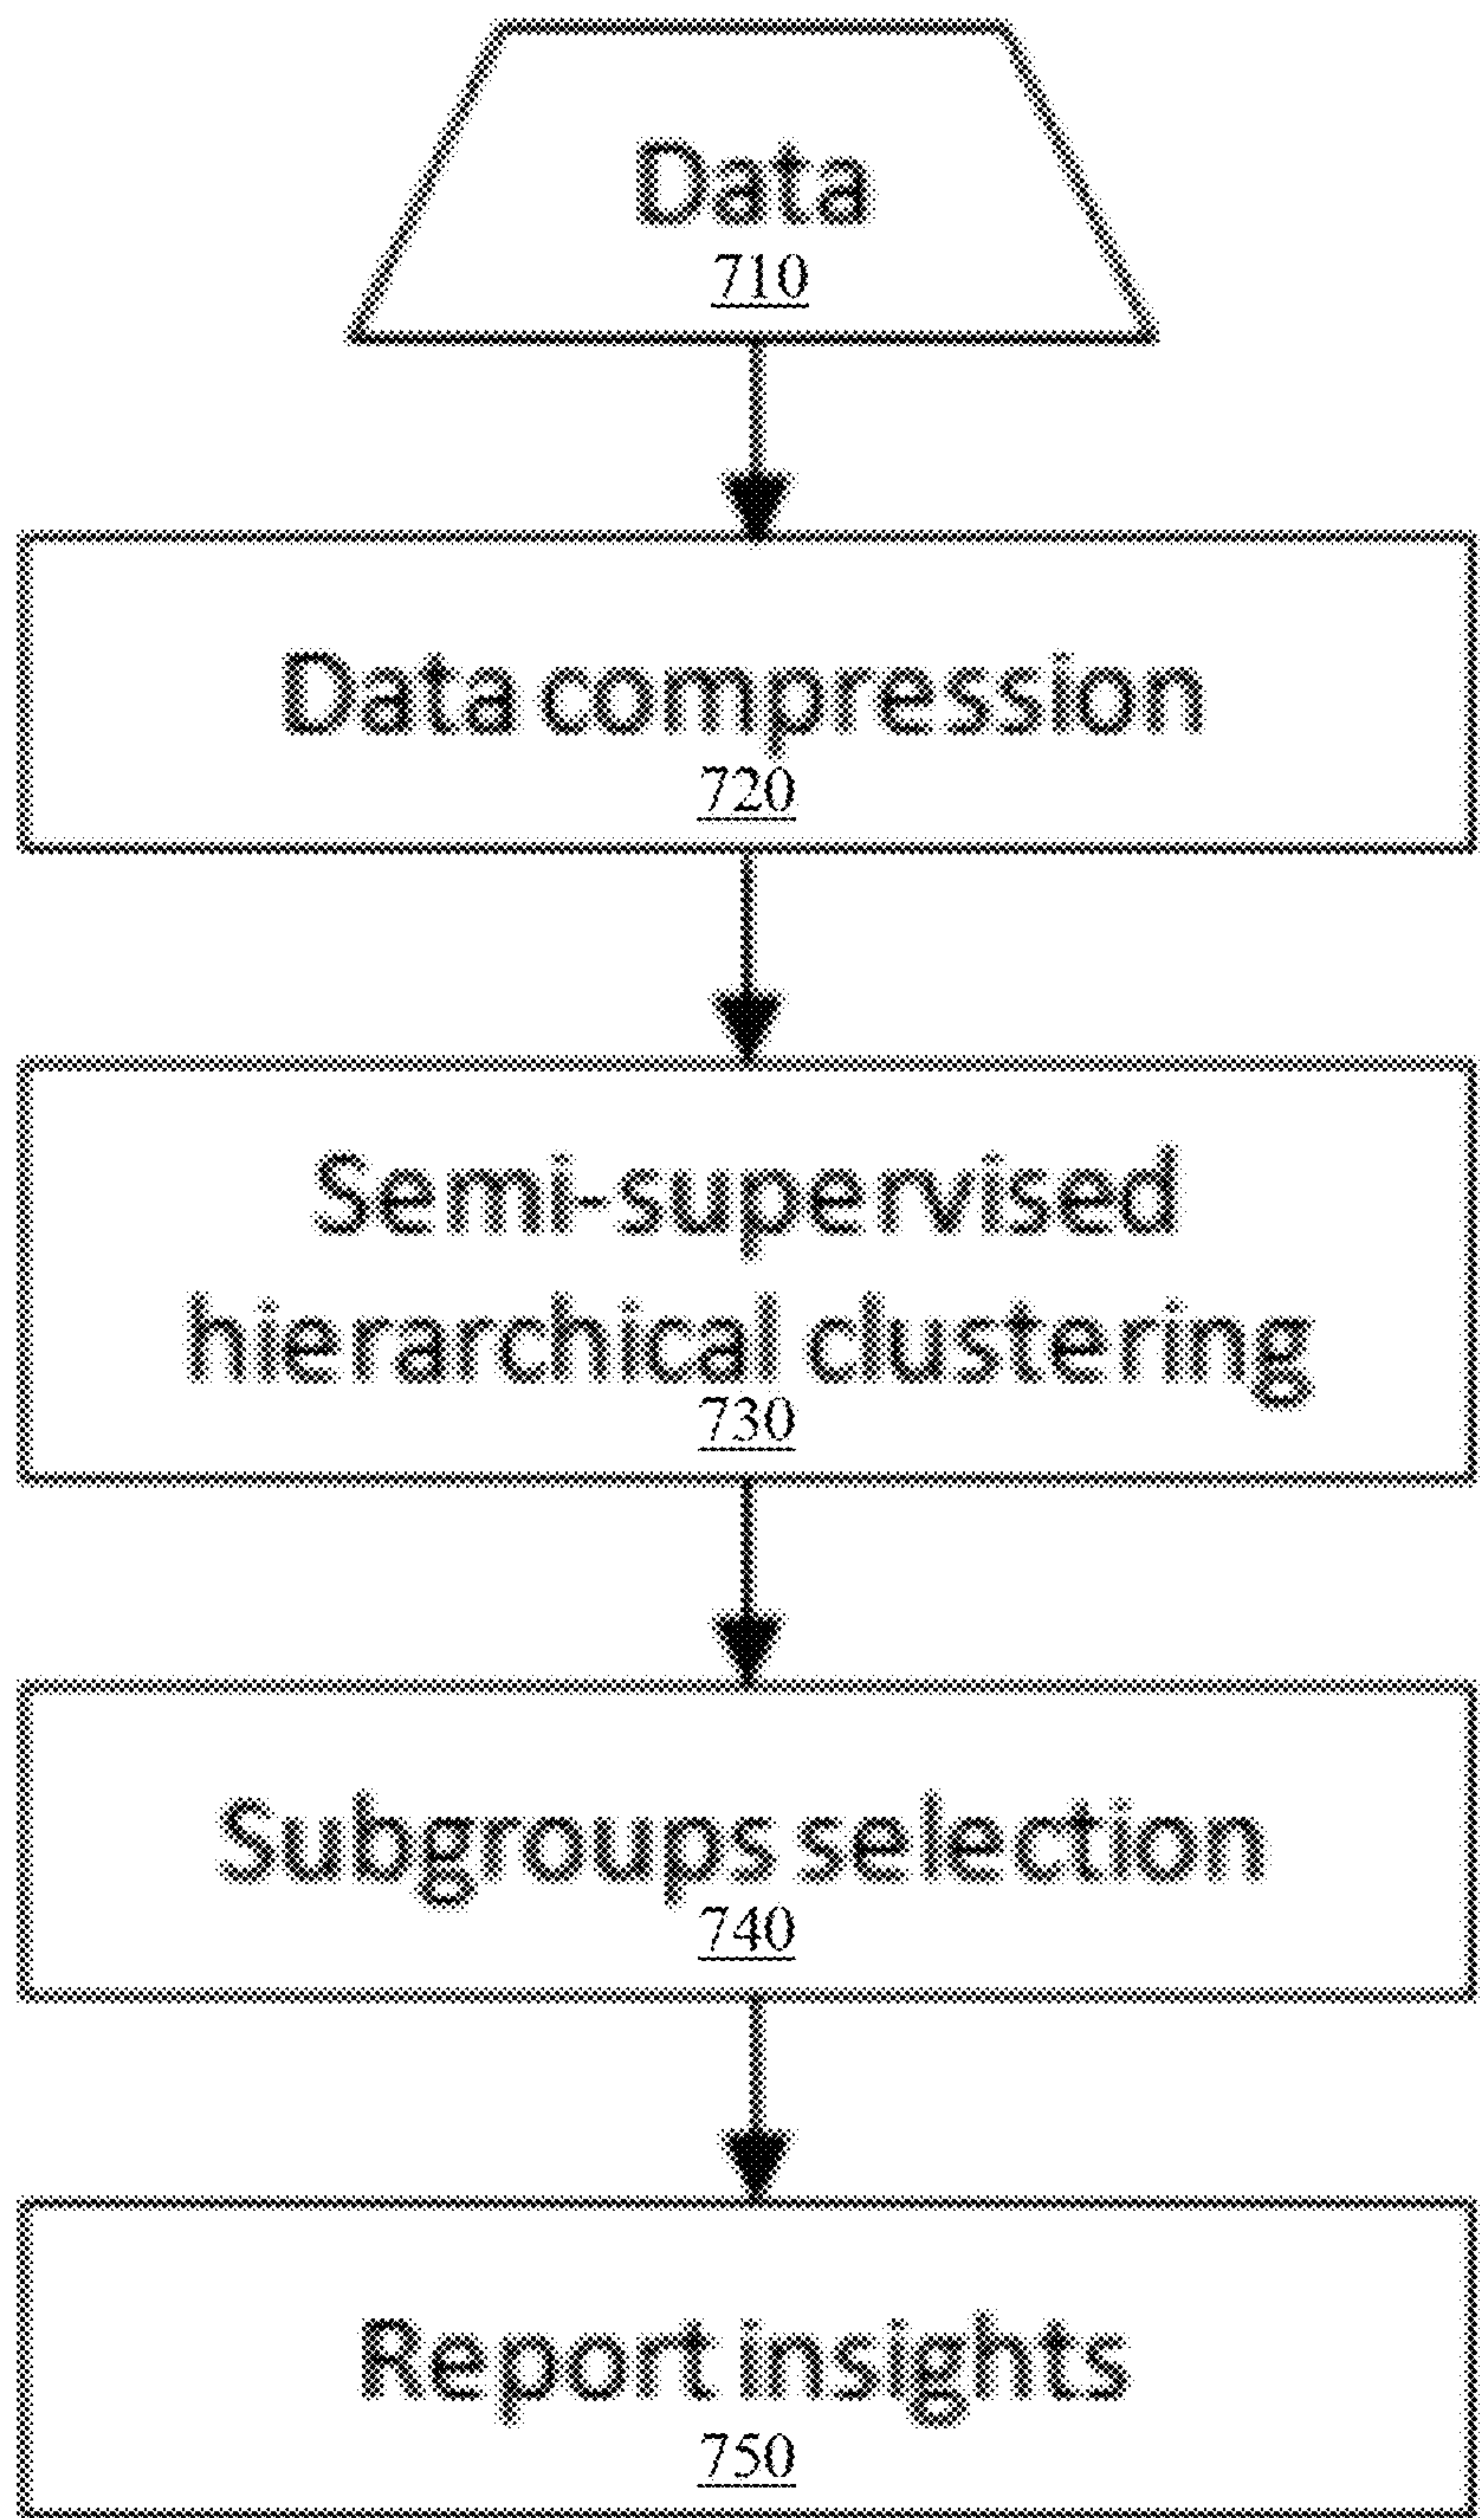 Data
710
Data compression
720
Semi-supervised
hierarchical clustering
730
Subgroups selection
740
Report insights
750